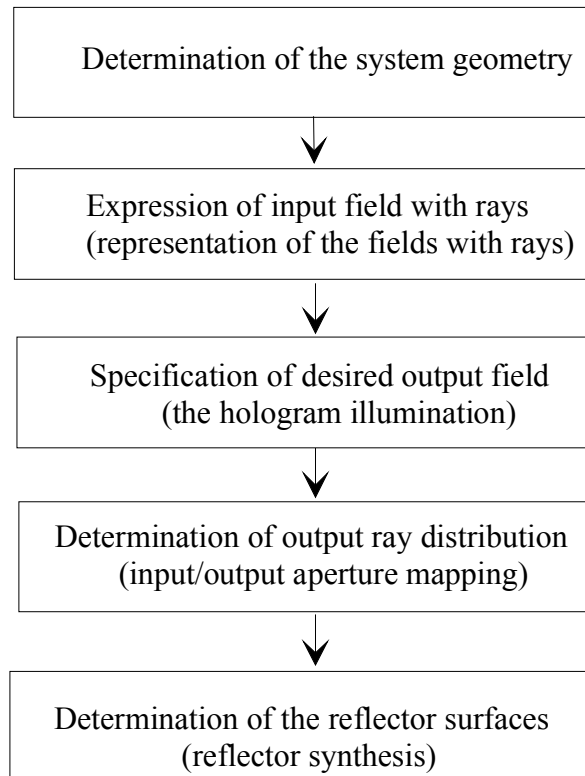 Determination of the system geometry
Expression of input field with rays
(representation of the fields with rays)
Specification of desired output field
(the hologram illumination)
Determination of output ray distribution
(input/output aperture mapping)
Determination of the reflector surfaces
(reflector synthesis)